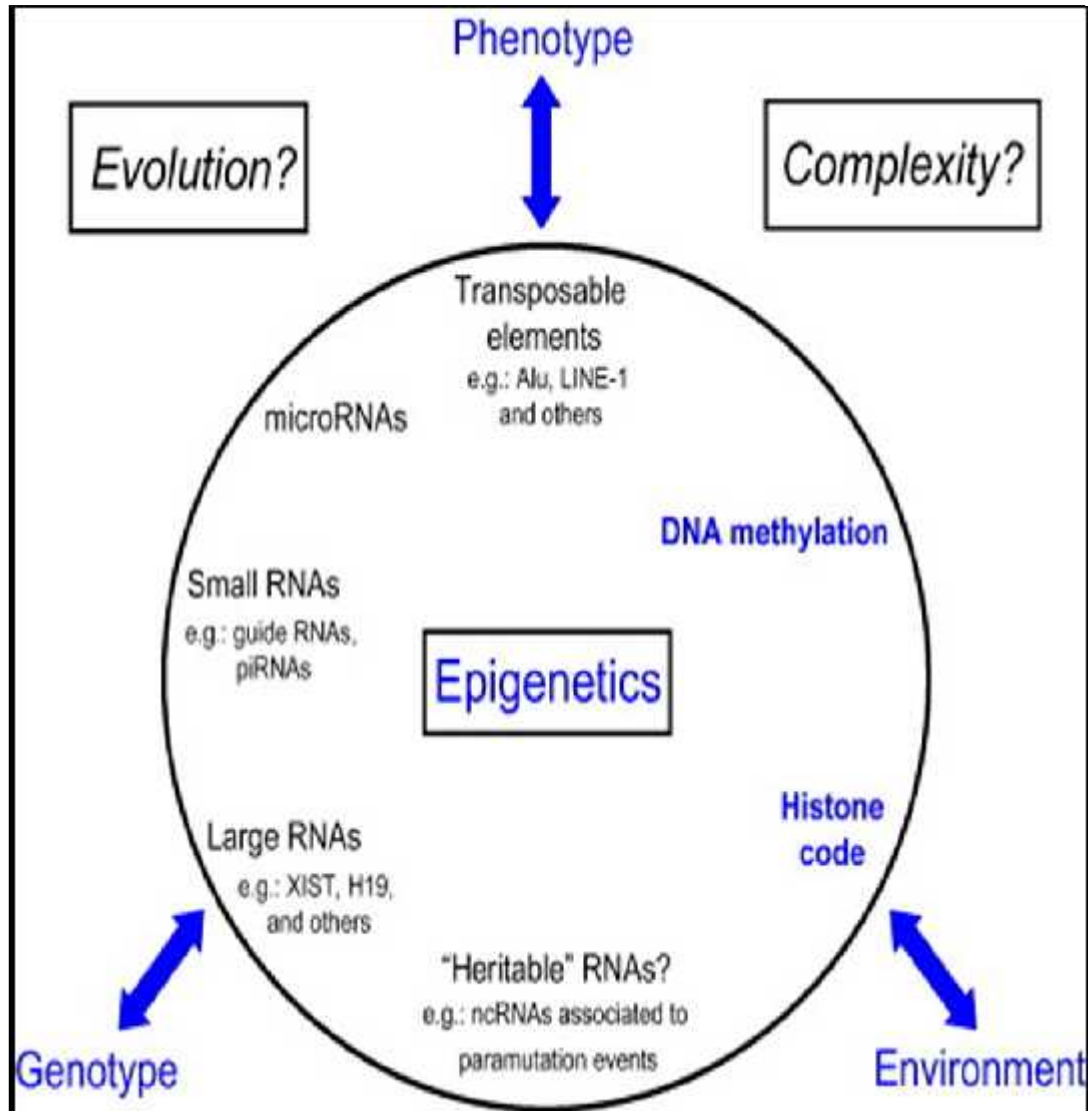 Phenotype
Evolution?
Complexity?
Transposable
elements
e.g.: Alu, LINE-1
and others
microRNAs
DNA methylation
Small RNAs
e.g.: guide RNAs,
piRNAs
Epigenetics
Histone
code
Large RNAs
e.g.: XIST, H19,
and others
“Heritable” RNAs?
e.g.: ncRNAs associated to
paramutation events
Genotype
Environment